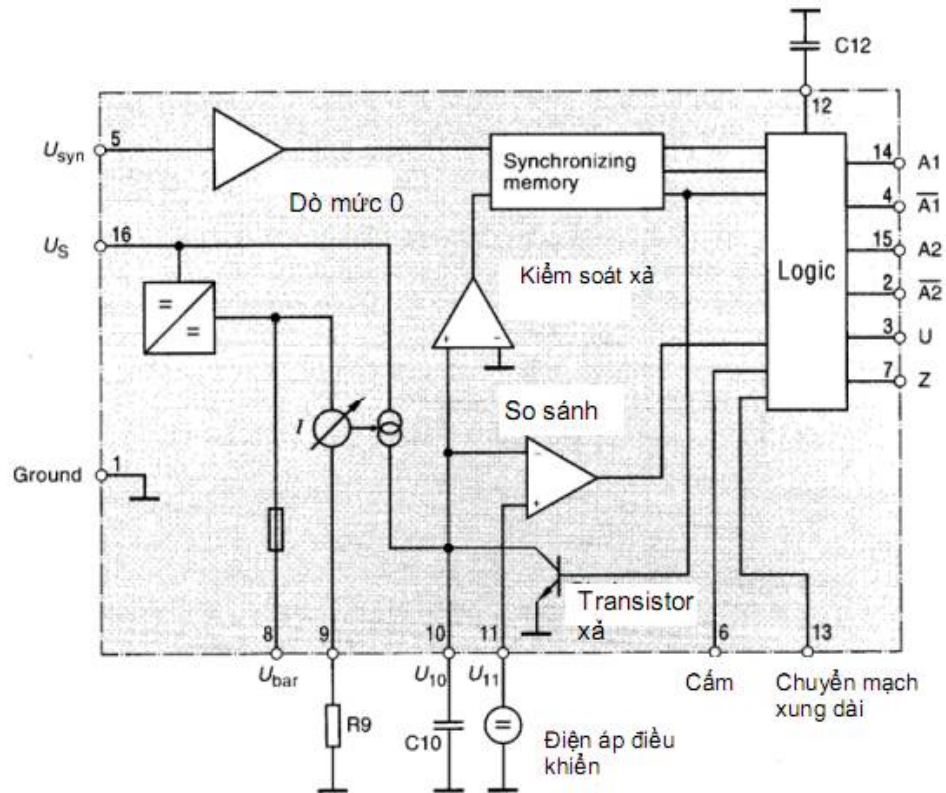 C12
12
U_syn
5
Synchronizing
memory
14
A1
Dò mức 0
4
A̅1̅
U_S
16
15
A2
Kiểm soát xả
Logic
2
A̅2̅
=
=
3
U
+
-
7
Z
I
So sánh
-
Ground
1
+
Transistor
xả
8
9
10
11
6
13
U_bar
U_10
U_11
Cấm
Chuyển mạch
xung dài
R9
C10
=
Điện áp điều
khiển